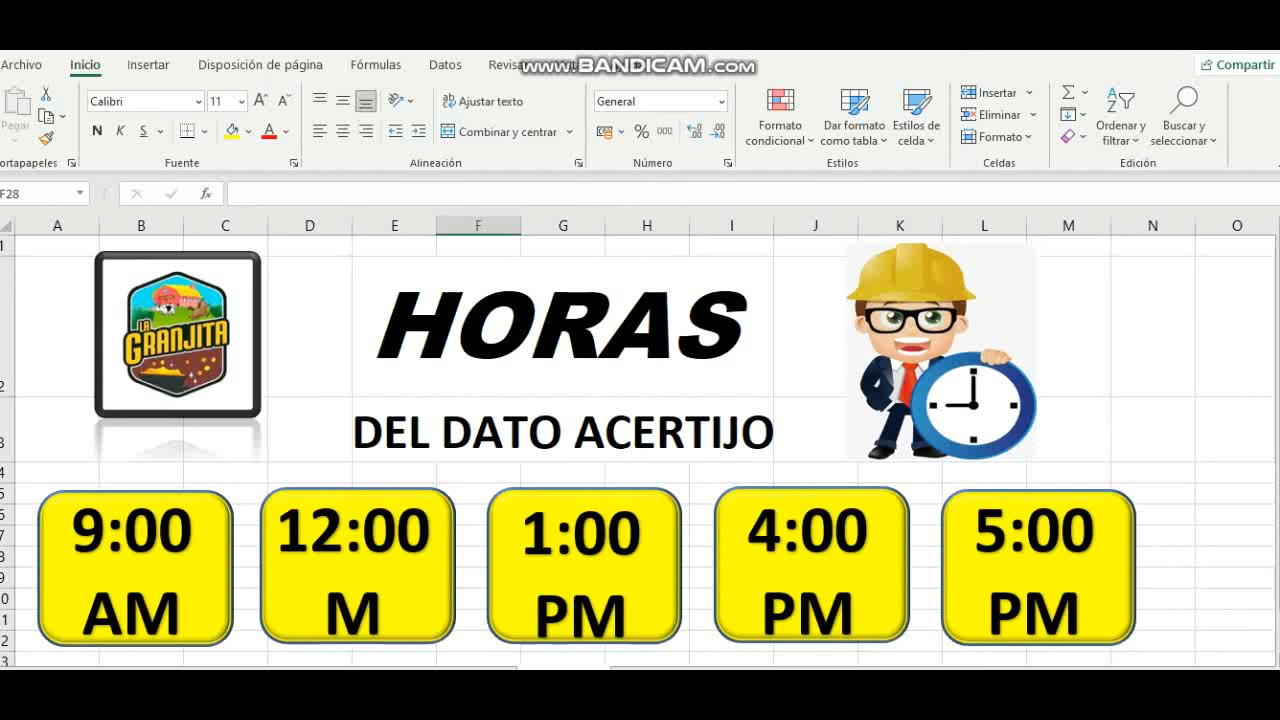 www.BANDICAM.com
Archivo Inicio Insertar Disposición de página Fórmulas Datos Compartir
Calibri 11 Ajustar texto General Insertar
Pegar N K S Combinar y centrar % 000 Formato condicional Dar formato como tabla Estilos de celda Eliminar Formato Ordenar y filtrar Buscar y seleccionar
ortapapeles Fuente Alineación Número Estilos Celdas Edición
F28 fx
A B C D E F G H I J K L M N O
LA GRANJITA
HORAS
DEL DATO ACERTIJO
9:00 AM
12:00 M
1:00 PM
4:00 PM
5:00 PM